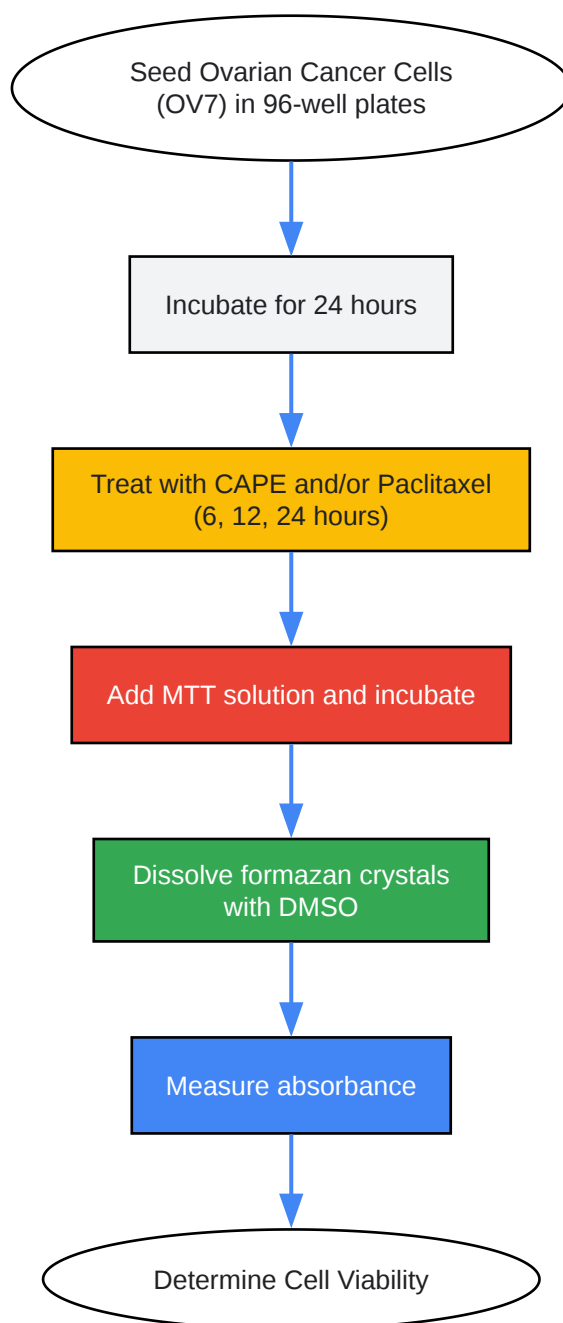 Seed Ovarian Cancer Cells
(OV7) in 96-well plates
Incubate for 24 hours
Treat with CAPE and/or Paclitaxel
(6, 12, 24 hours)
Add MTT solution and incubate
Dissolve formazan crystals
with DMSO
Measure absorbance
Determine Cell Viability